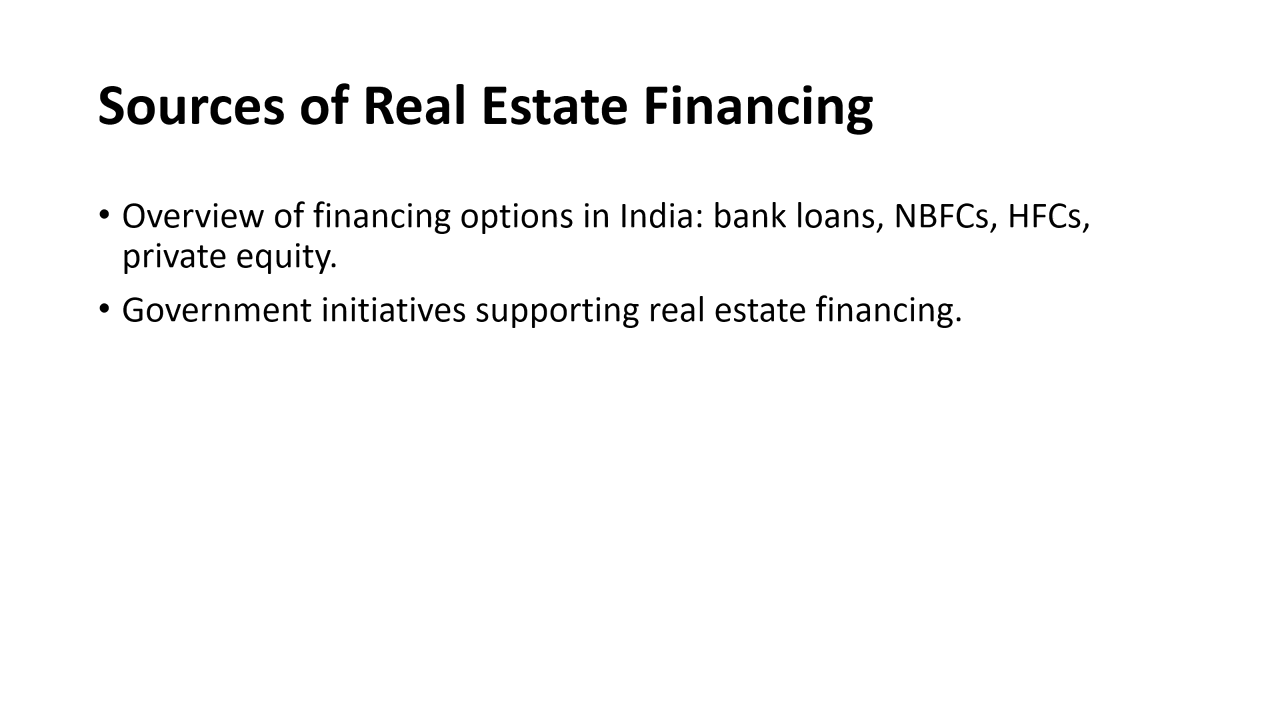 Sources of Real Estate Financing
• Overview of financing options in India: bank loans, NBFCs, HFCs,
private equity.
• Government initiatives supporting real estate financing.